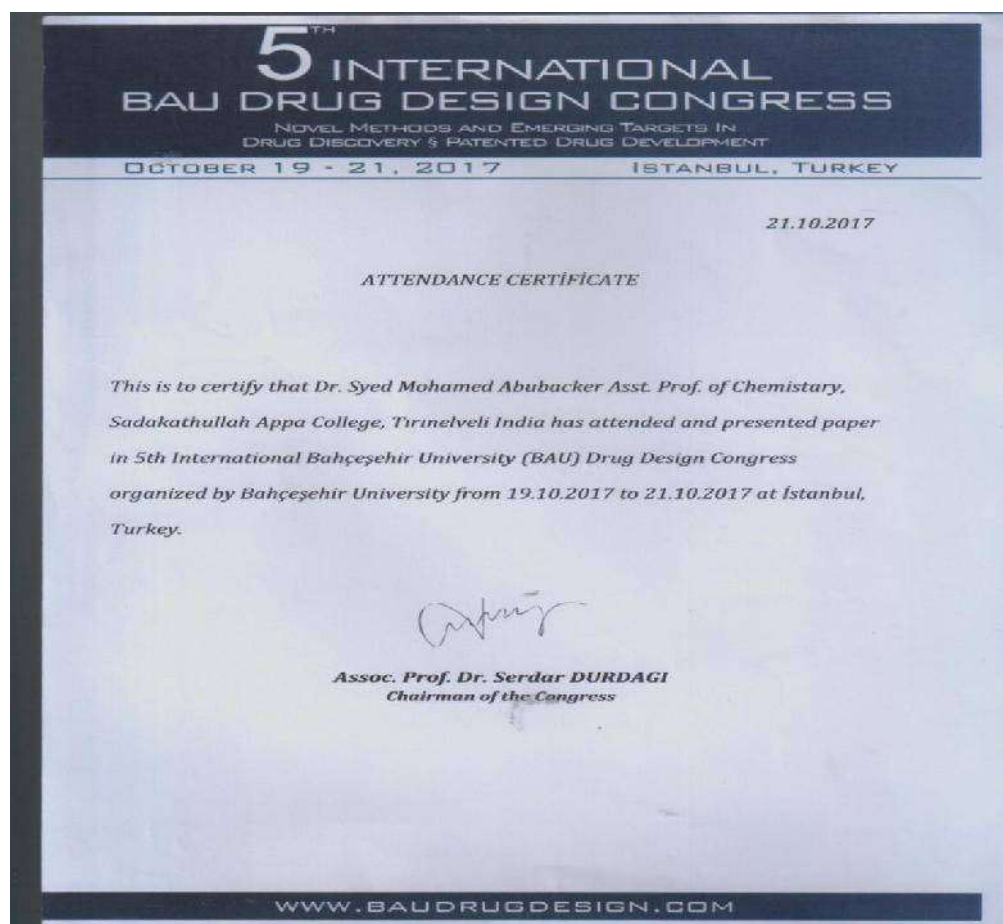 5TH INTERNATIONAL
BAU DRUG DESIGN CONGRESS
NOVEL METHODS AND EMERGING TARGETS IN
DRUG DISCOVERY § PATENTED DRUG DEVELOPMENT
OCTOBER 19 - 21, 2017 ISTANBUL, TURKEY
21.10.2017
ATTENDANCE CERTİFİCATE
This is to certify that Dr. Syed Mohamed Abubacker Asst. Prof. of Chemistary,
Sadakathullah Appa College, Tirinelveli India has attended and presented paper
in 5th International Bahçeşehir University (BAU) Drug Design Congress
organized by Bahçeşehir University from 19.10.2017 to 21.10.2017 at İstanbul,
Turkey.
Assoc. Prof. Dr. Serdar DURDAGI
Chairman of the Congress
WWW.BAUDRUGDESIGN.COM